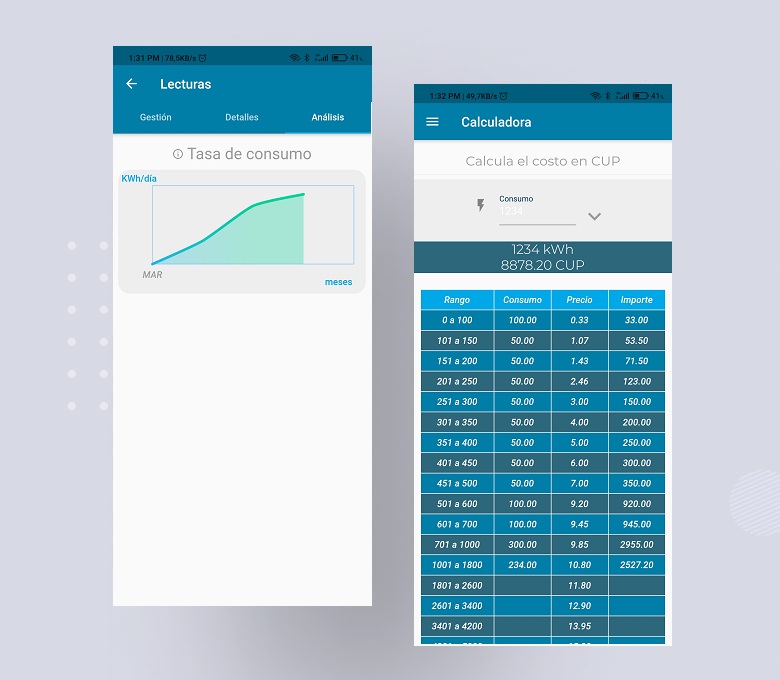 1:31 PM | 78,5KB/s
41%
Lecturas
Gestión Detalles Análisis
Tasa de consumo
KWh/día
MAR
meses
1:32 PM | 49,7KB/s
41%
Calculadora
Calcula el costo en CUP
Consumo
1234
1234 kWh
8878.20 CUP
Rango Consumo Precio Importe
0 a 100 100.00 0.33 33.00
101 a 150 50.00 1.07 53.50
151 a 200 50.00 1.43 71.50
201 a 250 50.00 2.46 123.00
251 a 300 50.00 3.00 150.00
301 a 350 50.00 4.00 200.00
351 a 400 50.00 5.00 250.00
401 a 450 50.00 6.00 300.00
451 a 500 50.00 7.00 350.00
501 a 600 100.00 9.20 920.00
601 a 700 100.00 9.45 945.00
701 a 1000 300.00 9.85 2955.00
1001 a 1800 234.00 10.80 2527.20
1801 a 2600 11.80
2601 a 3400 12.90
3401 a 4200 13.95